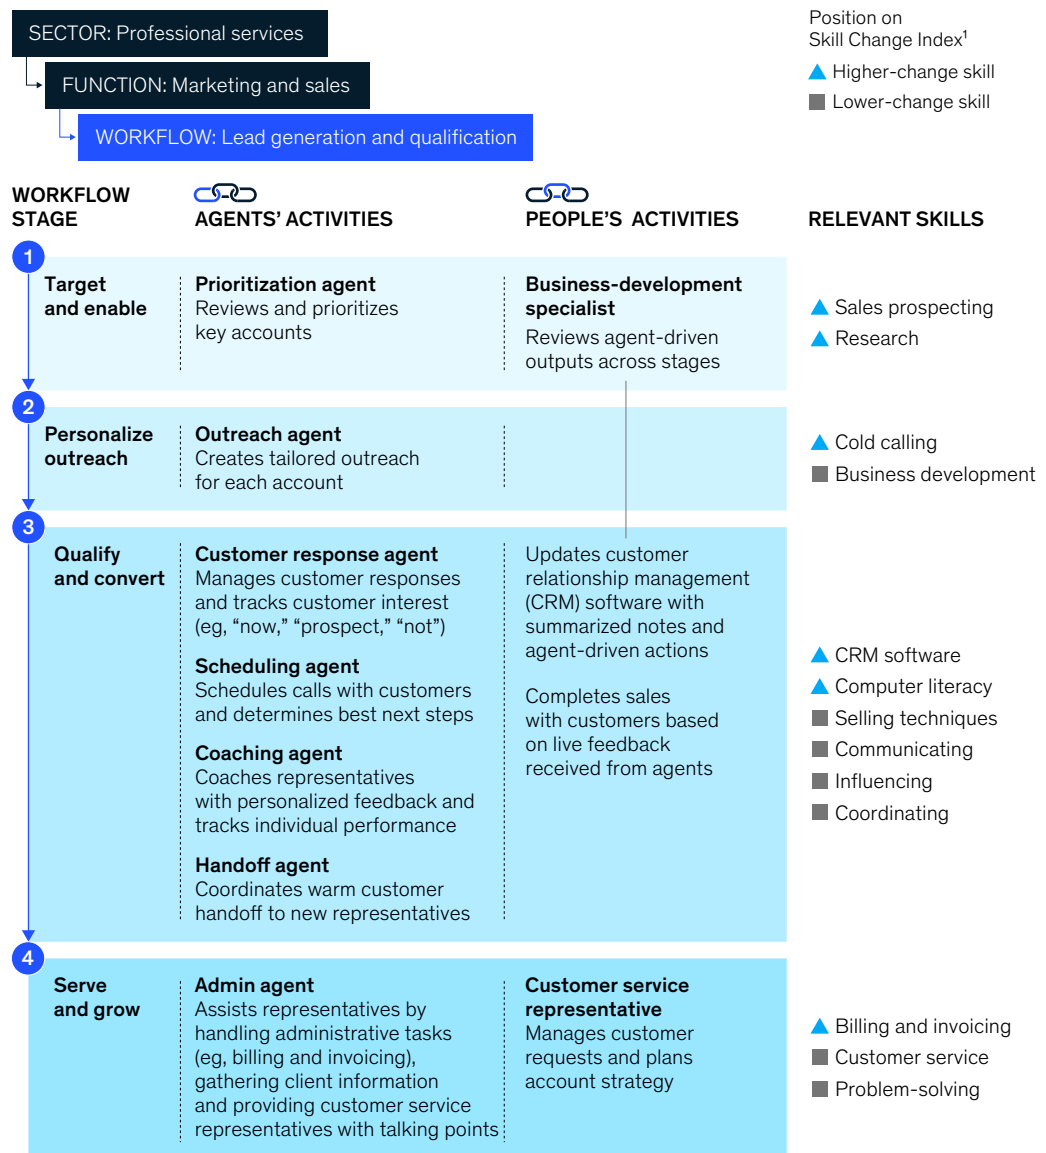 SECTOR: Professional services
FUNCTION: Marketing and sales
WORKFLOW: Lead generation and qualification
Position on
Skill Change Index¹
Higher-change skill
Lower-change skill
WORKFLOW
STAGE
AGENTS' ACTIVITIES
PEOPLE'S ACTIVITIES
RELEVANT SKILLS
1
Target
and enable
Prioritization agent
Reviews and prioritizes
key accounts
Business-development
specialist
Reviews agent-driven
outputs across stages
Sales prospecting
Research
2
Personalize
outreach
Outreach agent
Creates tailored outreach
for each account
Cold calling
Business development
3
Qualify
and convert
Customer response agent
Manages customer responses
and tracks customer interest
(eg, “now,” “prospect,” “not”)
Scheduling agent
Schedules calls with customers
and determines best next steps
Coaching agent
Coaches representatives
with personalized feedback and
tracks individual performance
Handoff agent
Coordinates warm customer
handoff to new representatives
Updates customer
relationship management
(CRM) software with
summarized notes and
agent-driven actions
Completes sales
with customers based
on live feedback
received from agents
CRM software
Computer literacy
Selling techniques
Communicating
Influencing
Coordinating
4
Serve
and grow
Admin agent
Assists representatives by
handling administrative tasks
(eg, billing and invoicing),
gathering client information
and providing customer service
representatives with talking points
Customer service
representative
Manages customer
requests and plans
account strategy
Billing and invoicing
Customer service
Problem-solving